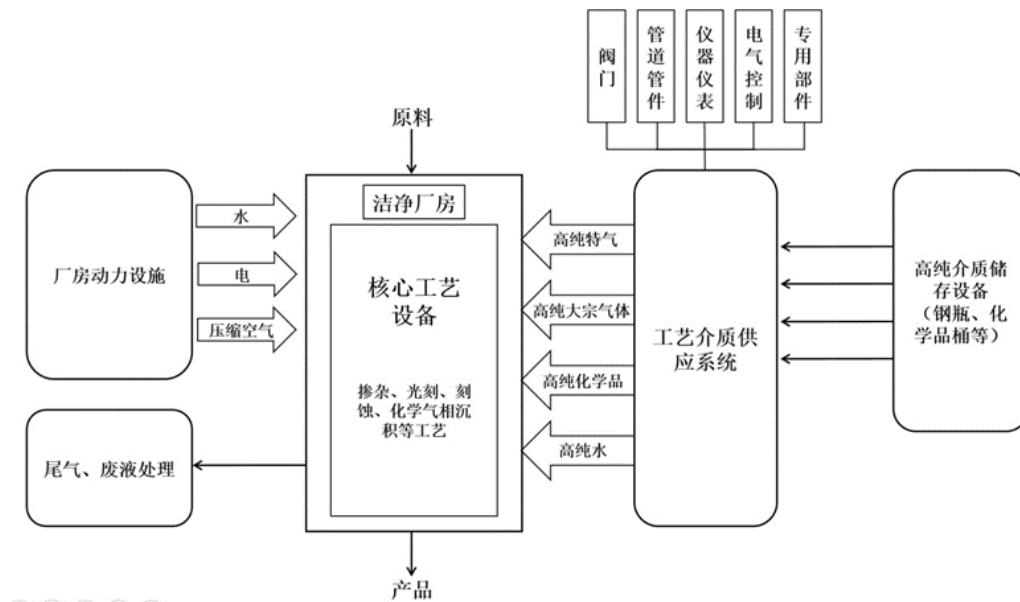 阀门
管道管件
仪器仪表
电气控制
专用部件
原料
洁净厂房
水
厂房动力设施
电
压缩空气
核心工艺
设备
掺杂、光刻、刻
蚀、化学气相沉
积等工艺
高纯特气
高纯大宗气体
高纯化学品
高纯水
工艺介质供
应系统
高纯介质储
存设备
（钢瓶、化
学品桶等）
尾气、废液处理
产品